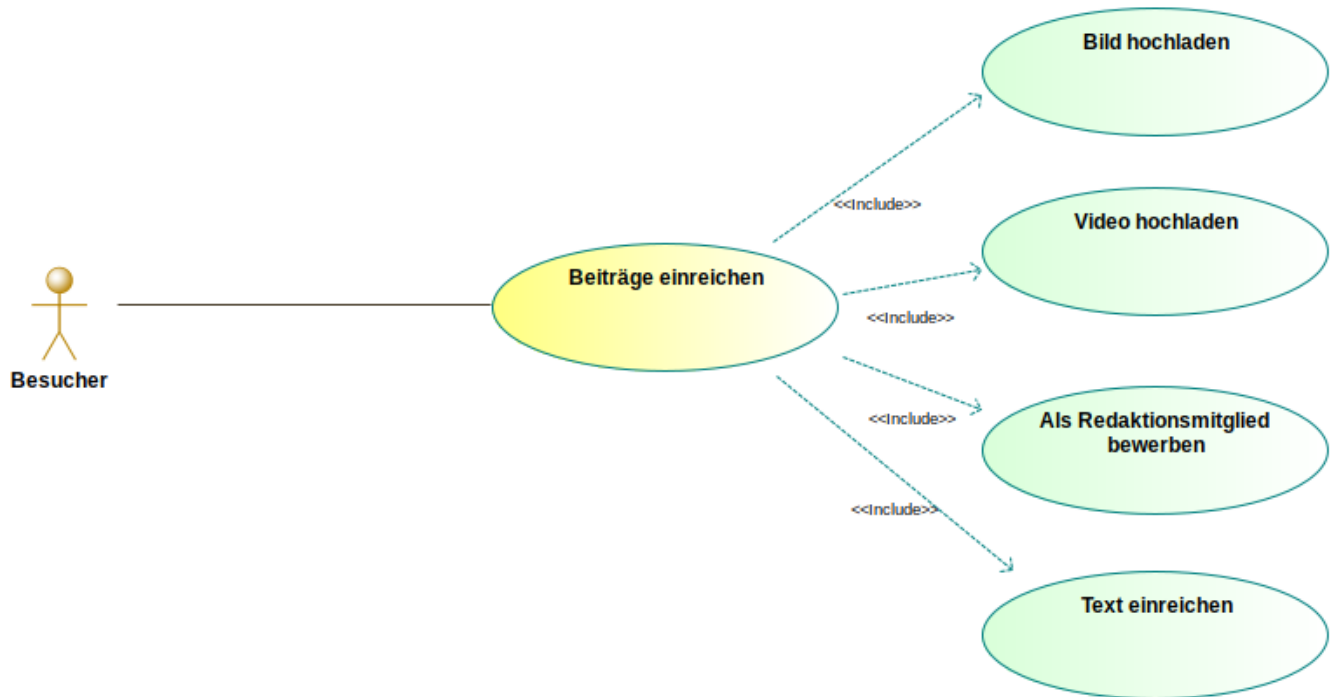 Bild hochladen
<<Include>>
Video hochladen
Beiträge einreichen
<<Include>>
Besucher
<<Include>>
Als Redaktionsmitglied
bewerben
<<Include>>
Text einreichen